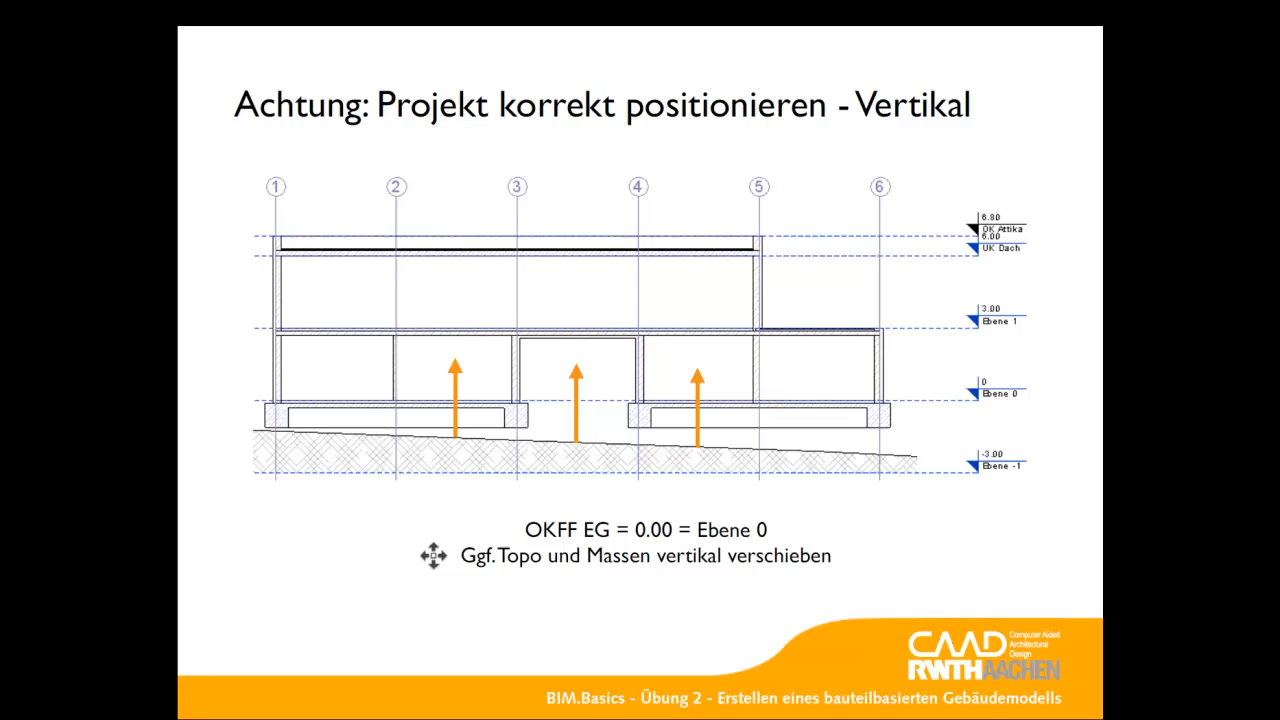 Achtung: Projekt korrekt positionieren - Vertikal
1 2 3 4 5 6
6.80
OK Attika
6.00
UK Dach
3.00
Ebene 1
0
Ebene 0
-3.00
Ebene -1
OKFF EG = 0.00 = Ebene 0
Ggf. Topo und Massen vertikal verschieben
CAAD
Computer Aided
Architectural
Design
RWTHAACHEN
BIM.Basics - Übung 2 - Erstellen eines bauteilbasierten Gebäudemodells